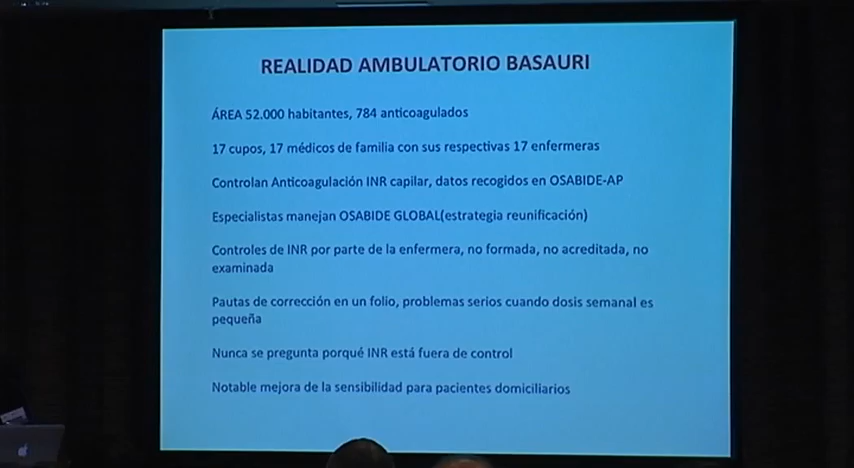 REALIDAD AMBULATORIO BASAURI
ÁREA 52.000 habitantes, 784 anticoagulados
17 cupos, 17 médicos de familia con sus respectivas 17 enfermeras
Controlan Anticoagulación INR capilar, datos recogidos en OSABIDE-AP
Especialistas manejan OSABIDE GLOBAL(estrategia reunificación)
Controles de INR por parte de la enfermera, no formada, no acreditada, no
examinada
Pautas de corrección en un folio, problemas serios cuando dosis semanal es
pequeña
Nunca se pregunta porqué INR está fuera de control
Notable mejora de la sensibilidad para pacientes domiciliarios